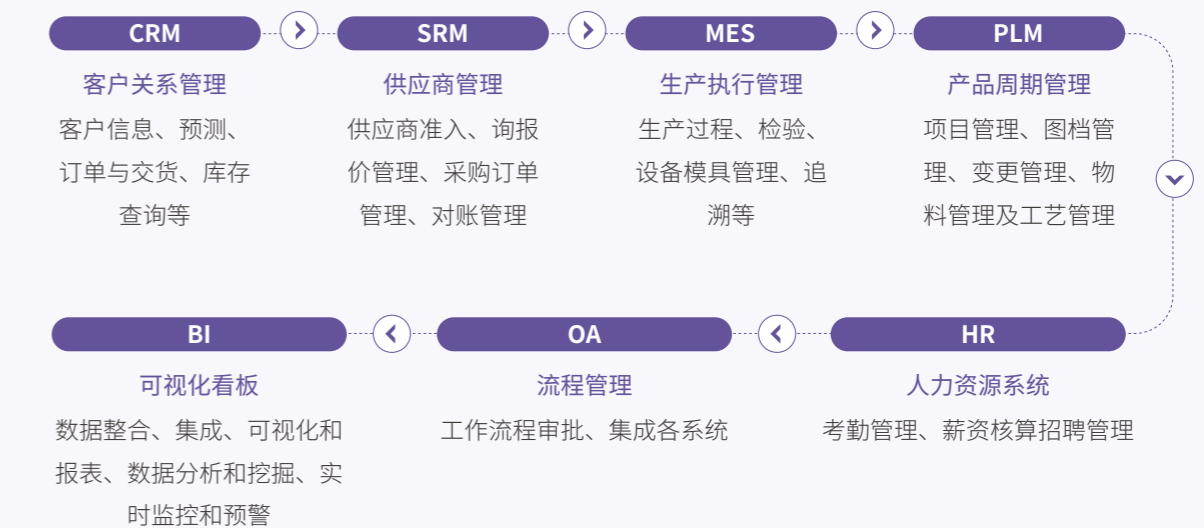 CRM
客户关系管理
客户信息、预测、
订单与交货、库存
查询等
SRM
供应商管理
供应商准入、询报
价管理、采购订单
管理、对账管理
MES
生产执行管理
生产过程、检验、
设备模具管理、追
溯等
PLM
产品周期管理
项目管理、图档管
理、变更管理、物
料管理及工艺管理
HR
人力资源系统
考勤管理、薪资核算招聘管理
OA
流程管理
工作流程审批、集成各系统
BI
可视化看板
数据整合、集成、可视化和
报表、数据分析和挖掘、实
时监控和预警